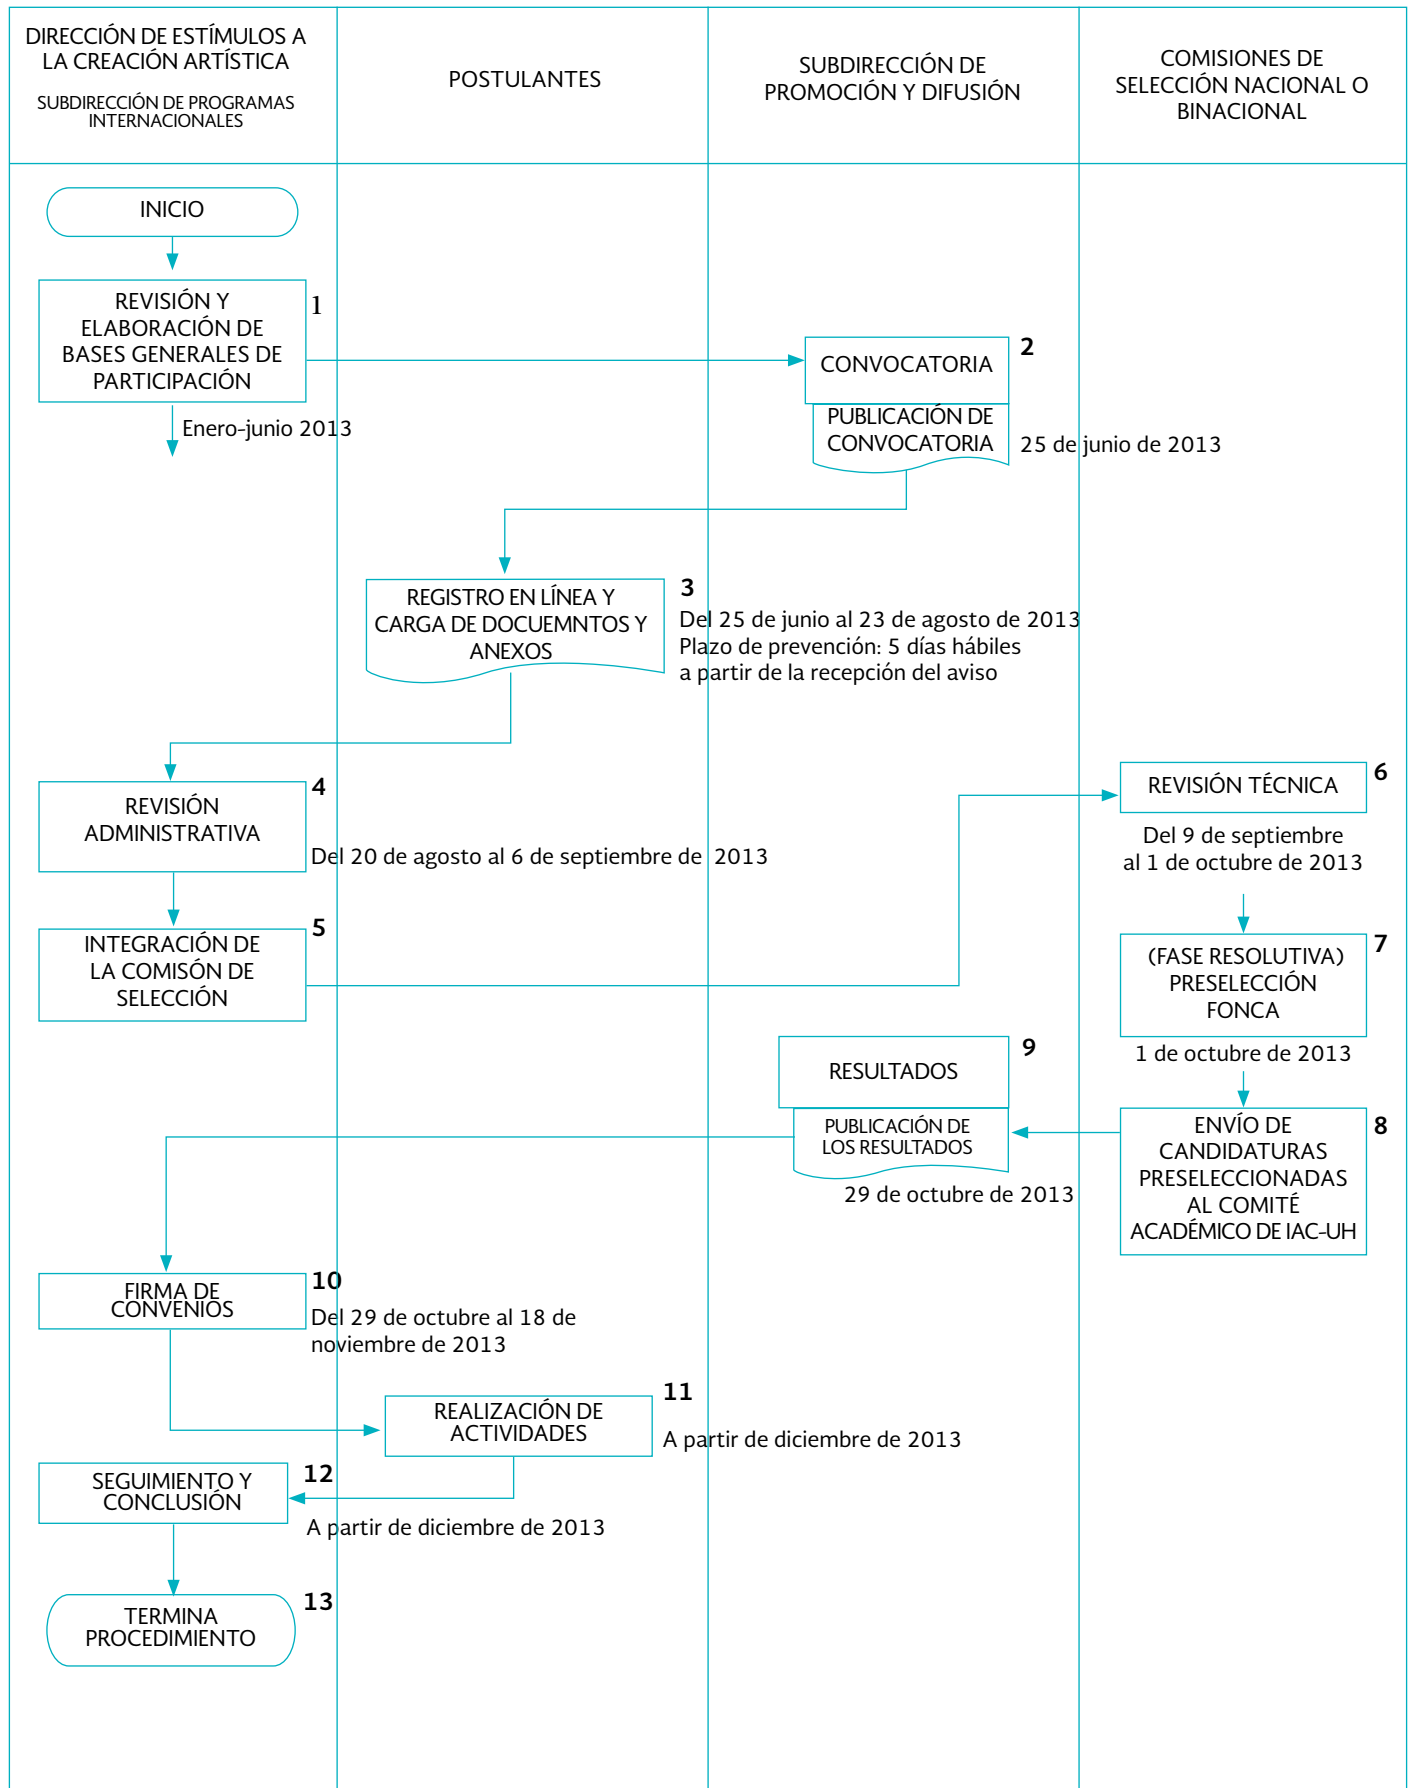 DIRECCIÓN DE ESTÍMULOS A
LA CREACIÓN ARTÍSTICA
SUBDIRECCIÓN DE PROGRAMAS
INTERNACIONALES
POSTULANTES
SUBDIRECCIÓN DE
PROMOCIÓN Y DIFUSIÓN
COMISIONES DE
SELECCIÓN NACIONAL O
BINACIONAL
INICIO
1
REVISIÓN Y
ELABORACIÓN DE
BASES GENERALES DE
PARTICIPACIÓN
Enero-junio 2013
2
CONVOCATORIA
PUBLICACIÓN DE
CONVOCATORIA
25 de junio de 2013
3
REGISTRO EN LÍNEA Y
CARGA DE DOCUEMNTOS Y
ANEXOS
Del 25 de junio al 23 de agosto de 2013
Plazo de prevención: 5 días hábiles
a partir de la recepción del aviso
4
REVISIÓN
ADMINISTRATIVA
Del 20 de agosto al 6 de septiembre de 2013
5
INTEGRACIÓN DE
LA COMISÓN DE
SELECCIÓN
6
REVISIÓN TÉCNICA
Del 9 de septiembre
al 1 de octubre de 2013
7
(FASE RESOLUTIVA)
PRESELECCIÓN
FONCA
1 de octubre de 2013
8
ENVÍO DE
CANDIDATURAS
PRESELECCIONADAS
AL COMITÉ
ACADÉMICO DE IAC-UH
9
RESULTADOS
PUBLICACIÓN DE
LOS RESULTADOS
29 de octubre de 2013
10
FIRMA DE
CONVENIOS
Del 29 de octubre al 18 de
noviembre de 2013
11
REALIZACIÓN DE
ACTIVIDADES
A partir de diciembre de 2013
12
SEGUIMIENTO Y
CONCLUSIÓN
A partir de diciembre de 2013
13
TERMINA
PROCEDIMIENTO